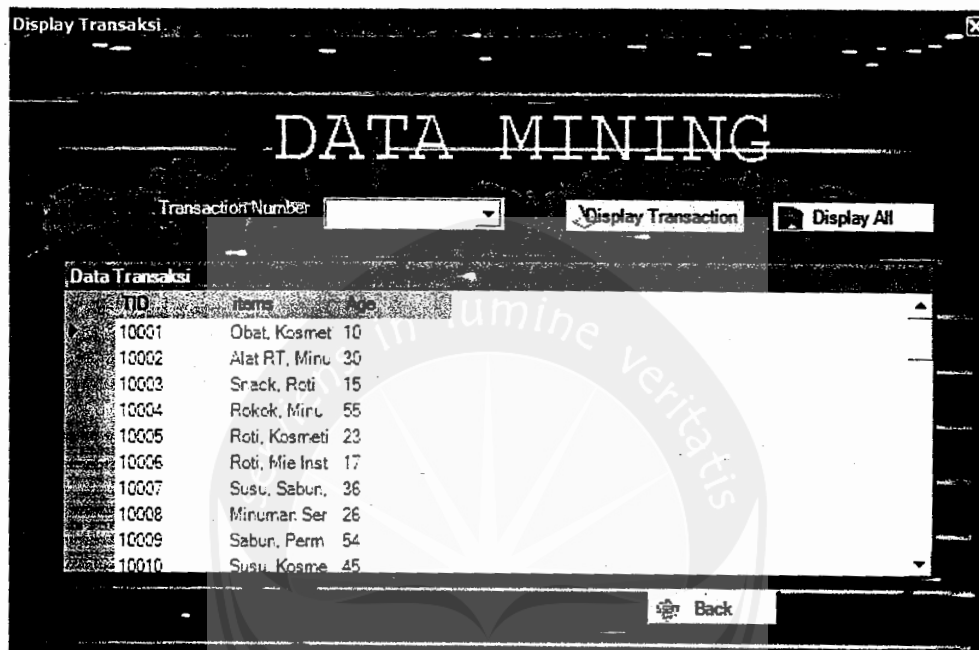 Display Transaksi
DATA MINING
Transaction Number
Display Transaction
Display All
Data Transaksi
TID items Age
10001 Obat, Kosmet 10
10002 Alat RT, Minu 30
10003 Snack, Roti 15
10004 Rokok, Minu 55
10005 Roti, Kosmeti 23
10006 Roti, Mie Inst 17
10007 Susu, Sabun, 36
10008 Minuman Ser 26
10009 Sabun, Perm 54
10010 Susu, Kosme 45
Back
in lumine veritatis